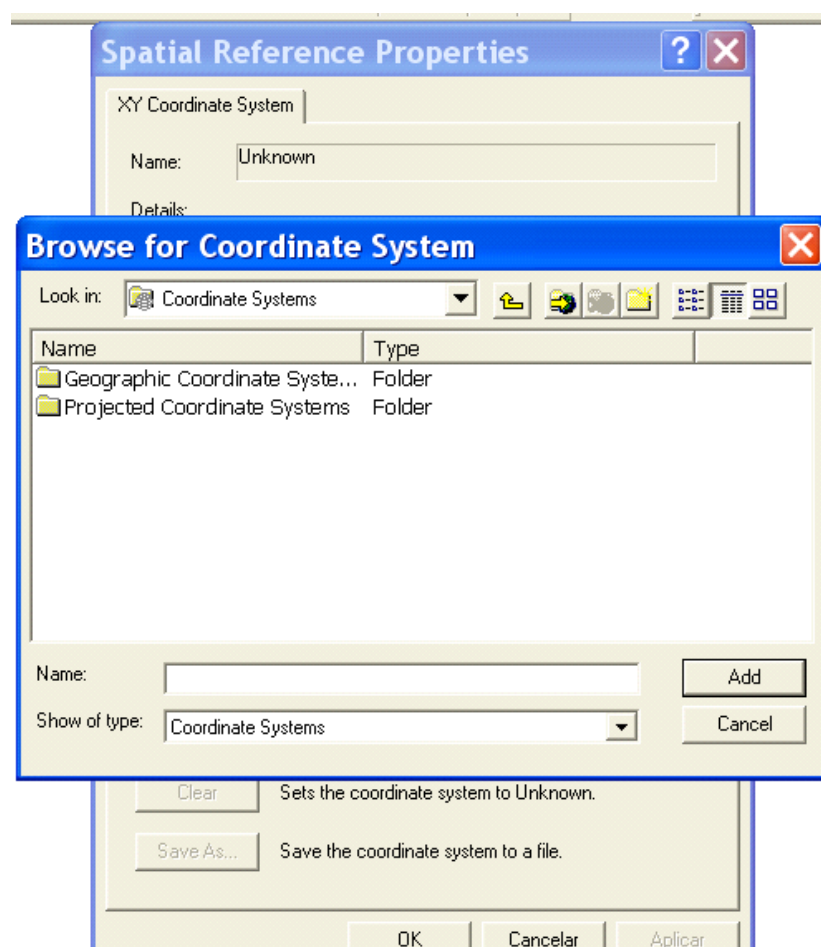 Spatial Reference Properties
XY Coordinate System
Name: Unknown
Details:
Browse for Coordinate System
Look in: Coordinate Systems
Name Type
Geographic Coordinate Syste... Folder
Projected Coordinate Systems Folder
Name: Add
Show of type: Coordinate Systems Cancel
Clear Sets the coordinate system to Unknown.
Save As... Save the coordinate system to a file.
OK Cancelar Aplicar